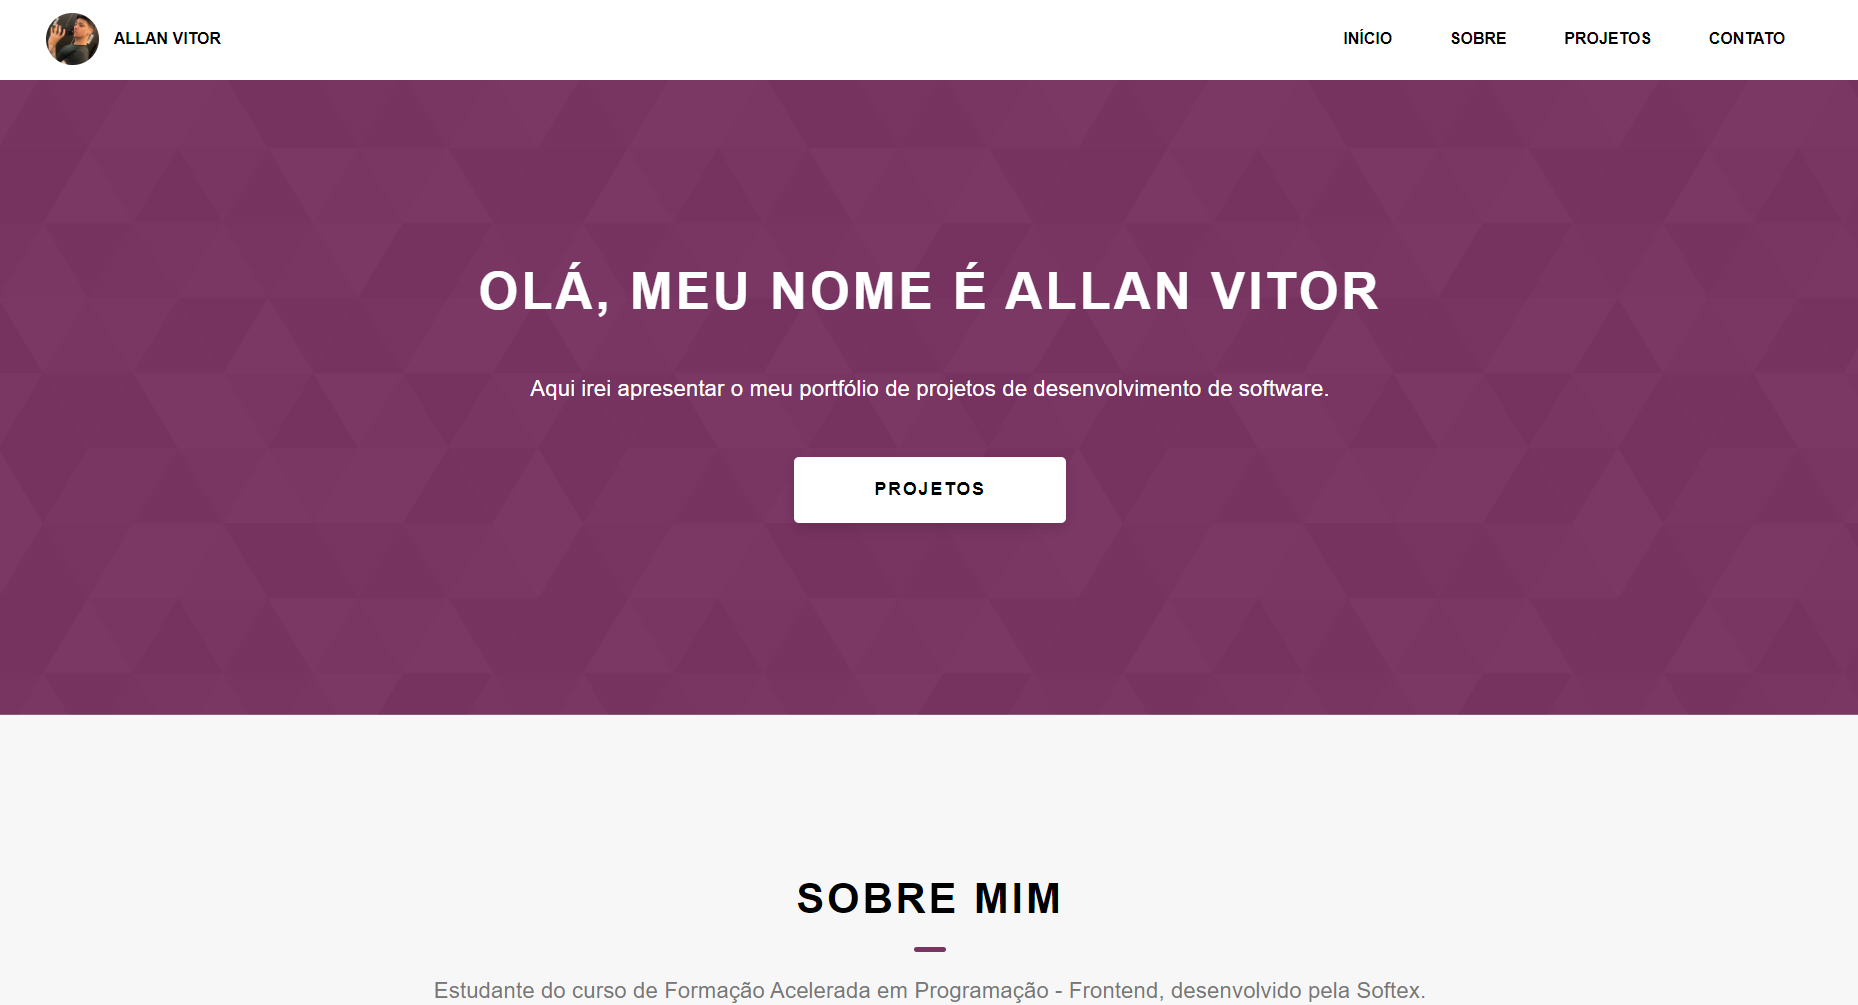 ALLAN VITOR
INÍCIO SOBRE PROJETOS CONTATO
OLÁ, MEU NOME É ALLAN VITOR
Aqui irei apresentar o meu portfólio de projetos de desenvolvimento de software.
PROJETOS
SOBRE MIM
Estudante do curso de Formação Acelerada em Programação - Frontend, desenvolvido pela Softex.